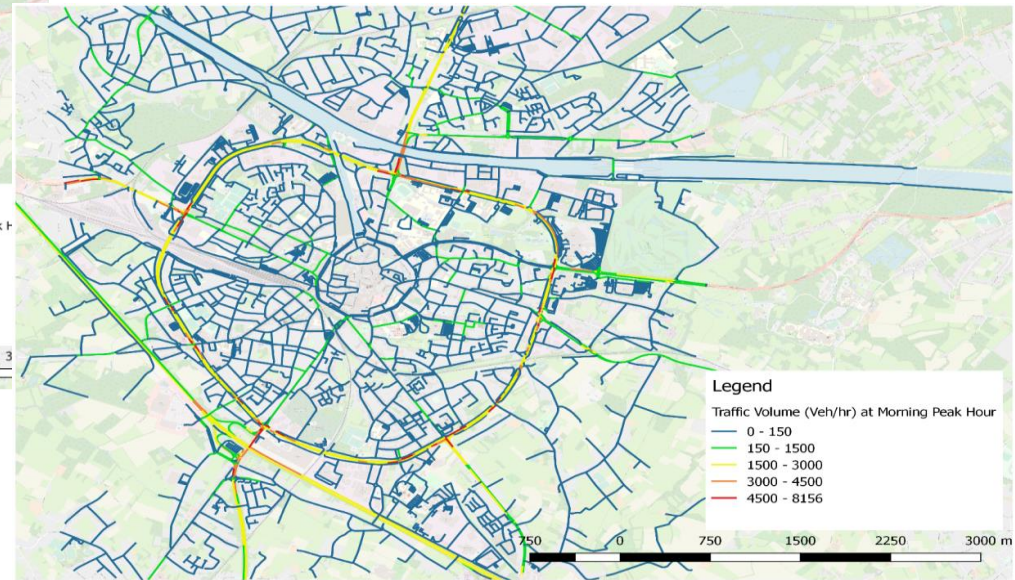 k H
3
Legend
Traffic Volume (Veh/hr) at Morning Peak Hour
0 - 150
150 - 1500
1500 - 3000
3000 - 4500
4500 - 8156
750 0 750 1500 2250 3000 m